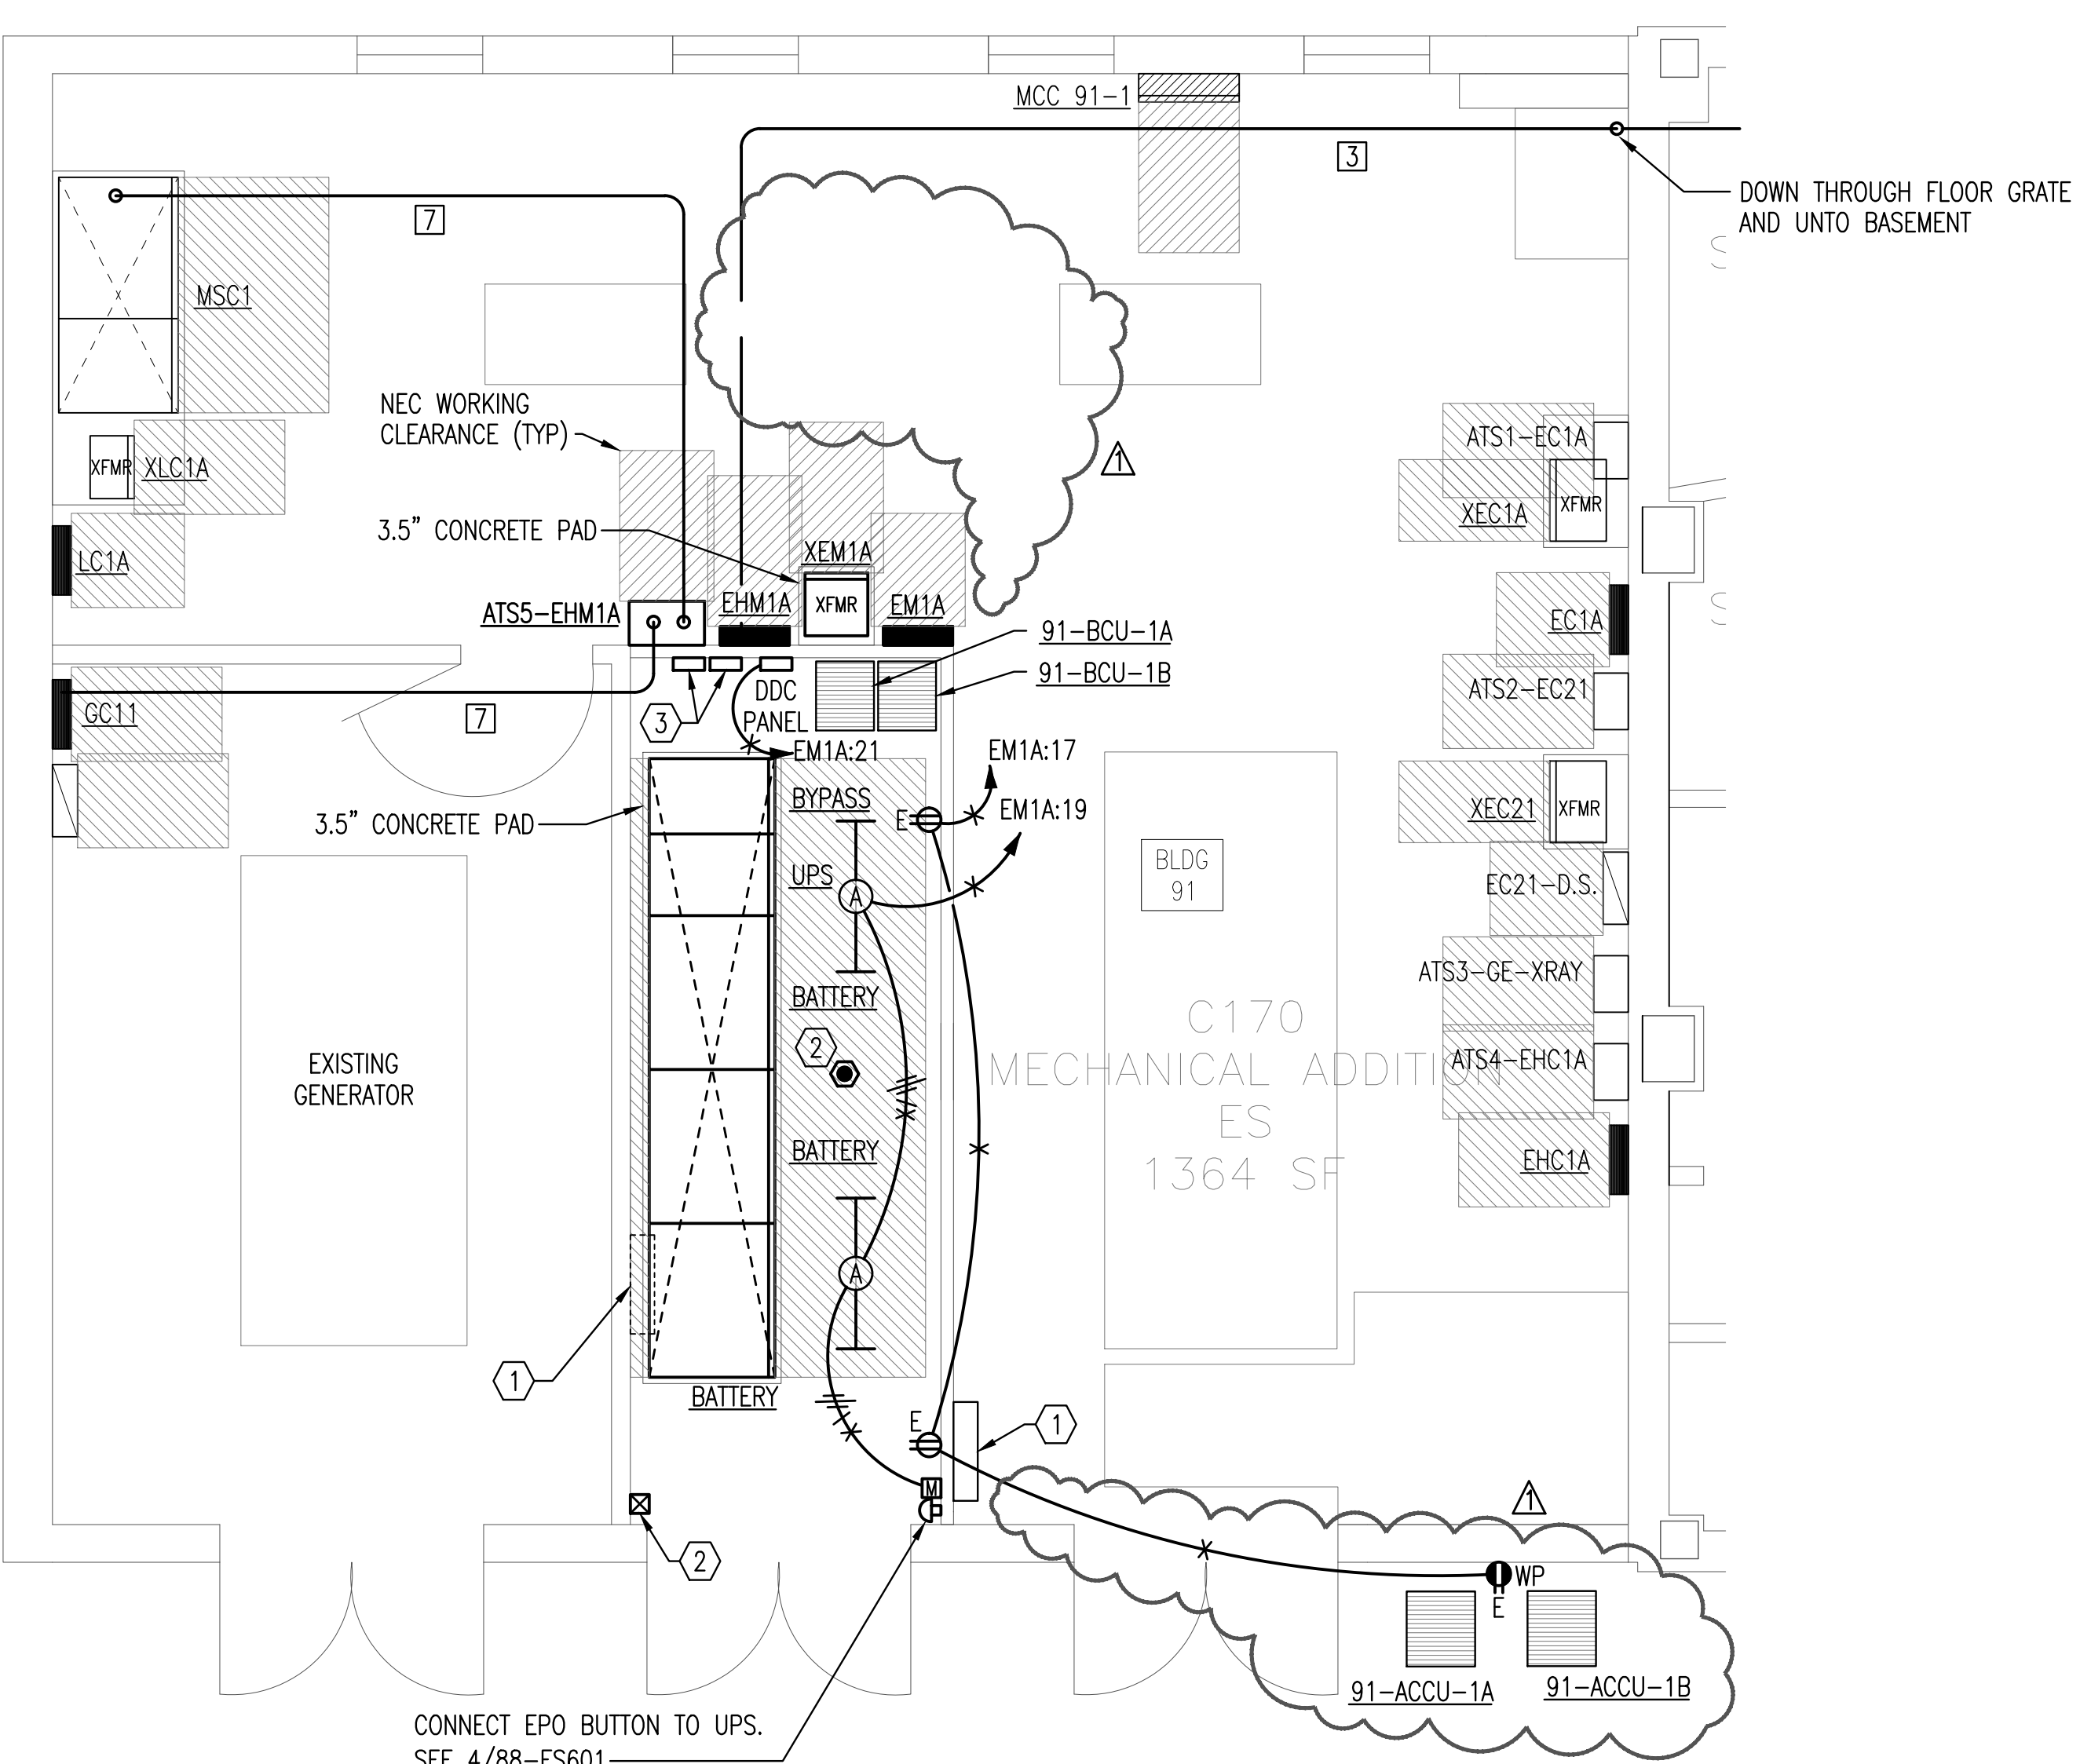 MCC 91-1
3
DOWN THROUGH FLOOR GRATE
AND UNTO BASEMENT
7
MSC1
NEC WORKING
CLEARANCE (TYP)
1
ATS1-EC1A
XFMR
XLC1A
XEC1A
XFMR
3.5" CONCRETE PAD
XEM1A
LC1A
ATS5-EHM1A
EHM1A
XFMR
EM1A
EC1A
91-BCU-1A
91-BCU-1B
ATS2-EC21
GC11
7
3
DDC
PANEL
EM1A:21
EM1A:17
BYPASS
EM1A:19
XEC21
XFMR
3.5" CONCRETE PAD
E
BLDG
91
UPS
A
EC21-D.S.
BATTERY
ATS3-GE-XRAY
C170
MECHANICAL ADDITION
ES
1364 SF
2
EXISTING
GENERATOR
ATS4-EHC1A
BATTERY
EHC1A
A
1
BATTERY
E
1
M
1
2
WP
E
91-ACCU-1A
91-ACCU-1B
CONNECT EPO BUTTON TO UPS.
SEE 4/88-ES601